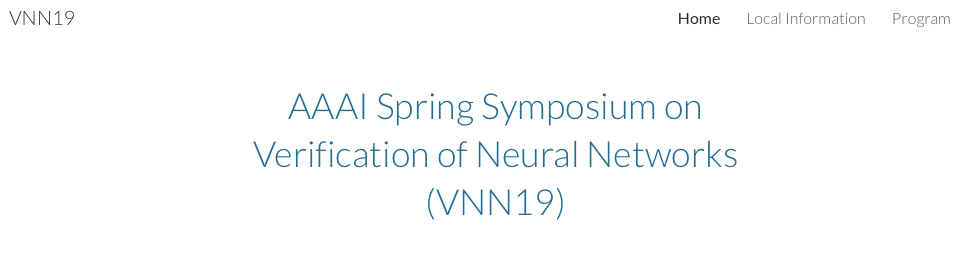 VNN19
Home
Local Information
Program
AAAI Spring Symposium on
Verification of Neural Networks
(VNN19)